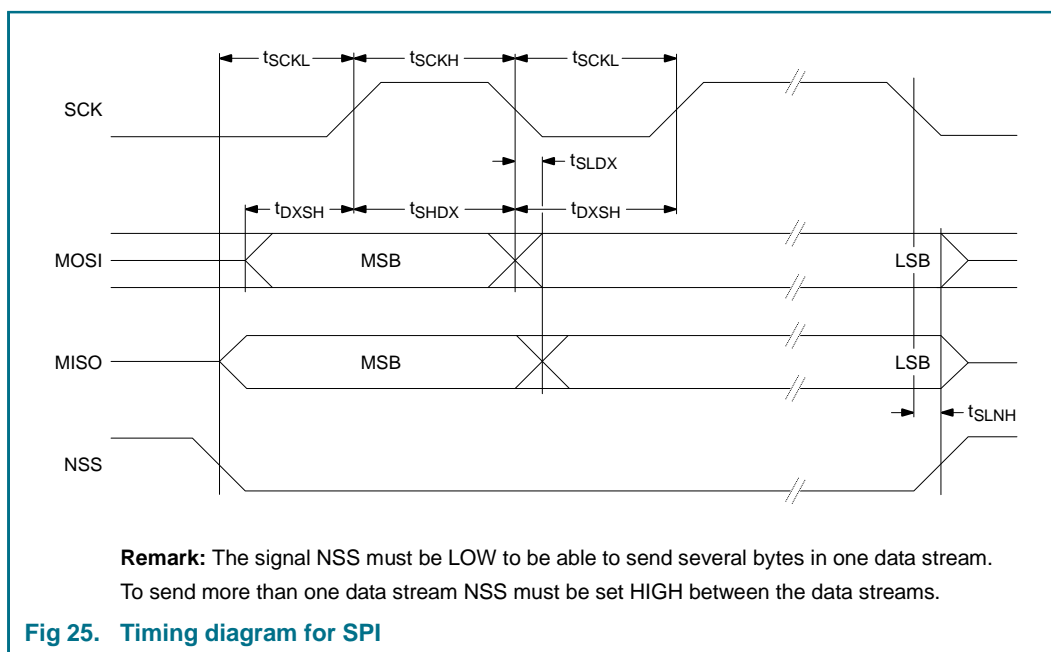 tSCKL tSCKH tSCKL
SCK
tSLDX
tDXSH tSHDX tDXSH
MOSI MSB LSB
MISO MSB LSB
tSLNH
NSS
Remark: The signal NSS must be LOW to be able to send several bytes in one data stream.
To send more than one data stream NSS must be set HIGH between the data streams.
Fig 25. Timing diagram for SPI